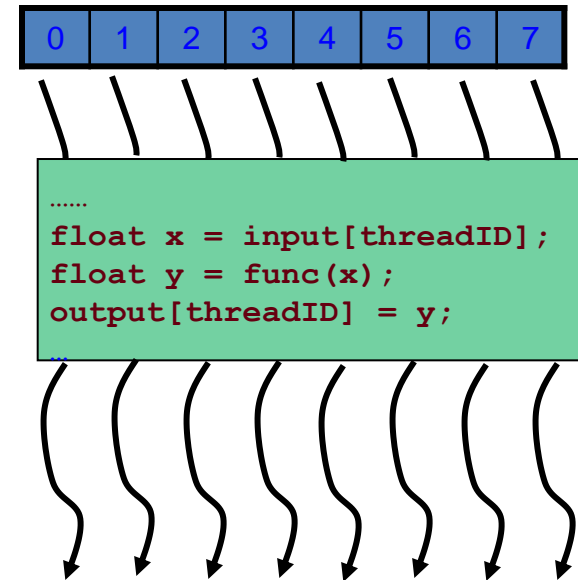 0 1 2 3 4 5 6 7
......
float x = input[threadID];
float y = func(x);
output[threadID] = y;
...